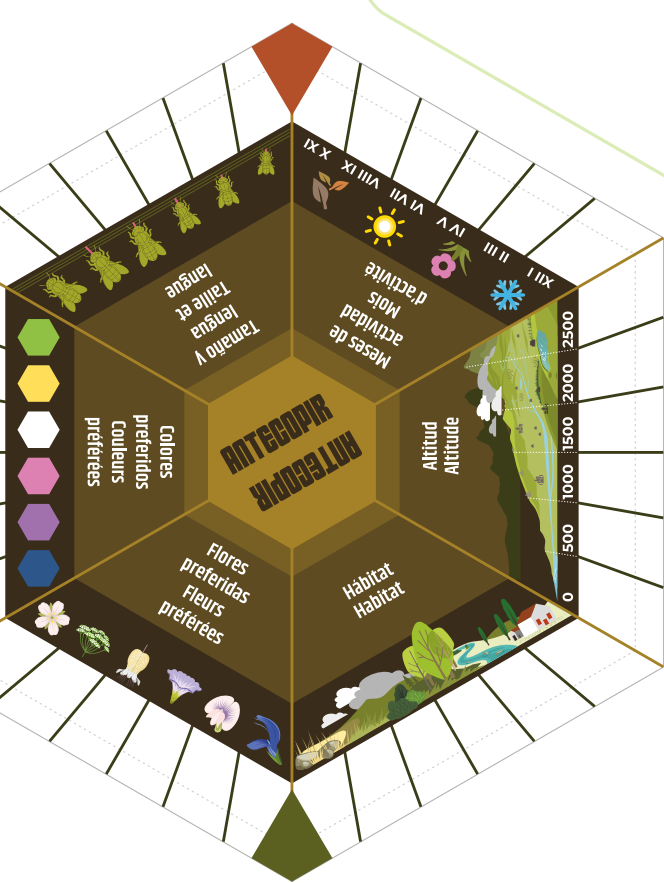 X XI
VIII IX
VI VII
IV V
II III
XII I
Tamaño y
lengua
Taille et
langue
Meses de
actividad
Mois
d'activité
Colores
preferidos
Couleurs
préférées
ANTECOPIR
ANTECOPIR
Altitud
Altitude
2500
2000
1500
1000
500
0
Flores
preferidas
Fleurs
préférées
Hábitat
Habitat